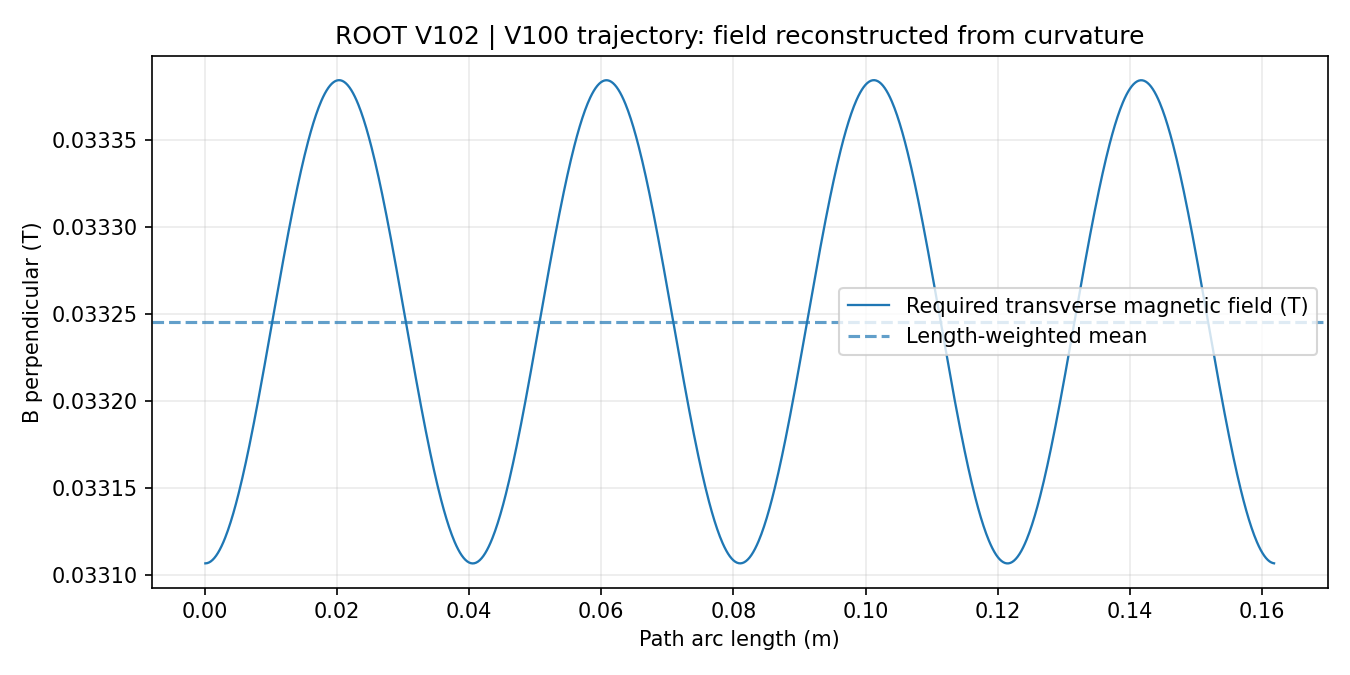 ROOT V102 | V100 trajectory: field reconstructed from curvature
B perpendicular (T)
0.03335
0.03330
0.03325
0.03320
0.03315
0.03310
Required transverse magnetic field (T)
Length-weighted mean
0.00 0.02 0.04 0.06 0.08 0.10 0.12 0.14 0.16
Path arc length (m)